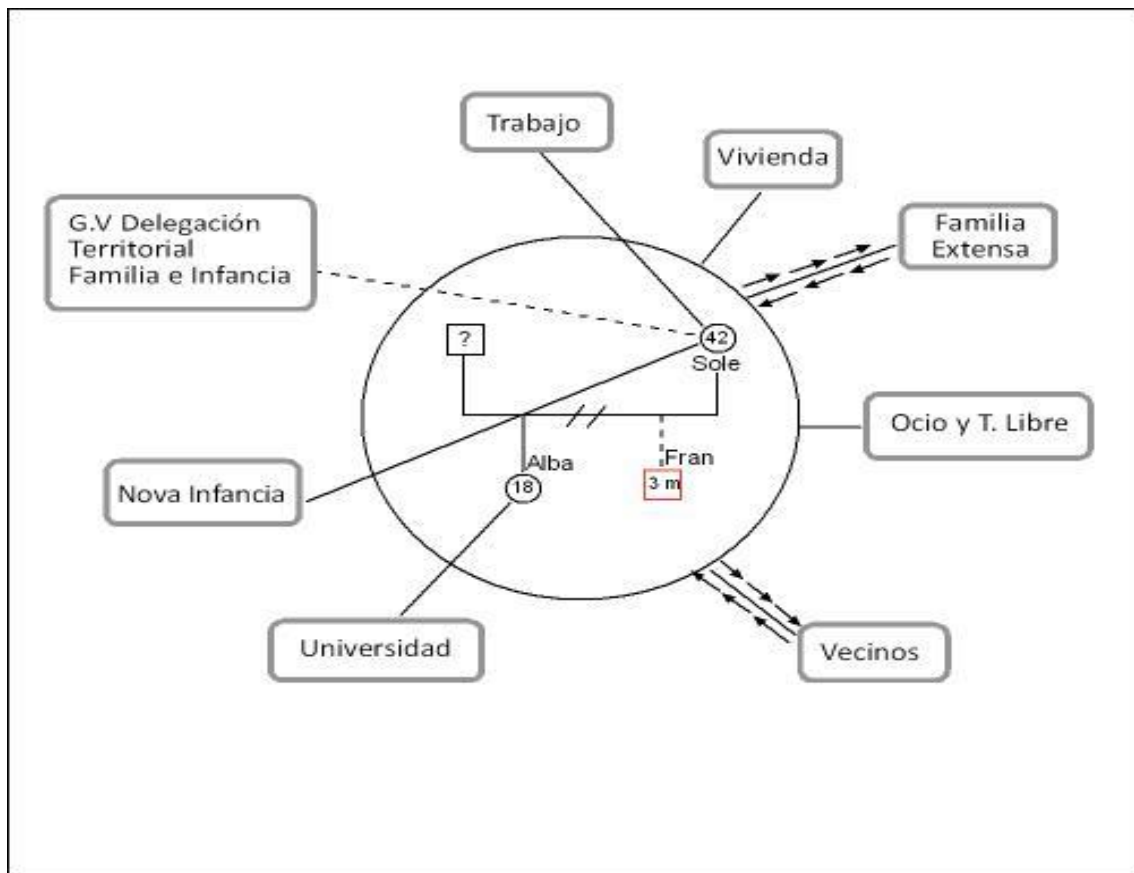 Trabajo
Vivienda
G.V Delegación
Territorial
Familia e Infancia
Familia
Extensa
?
42
Sole
Ocio y T. Libre
Alba
Fran
18
3 m
Nova Infancia
Universidad
Vecinos